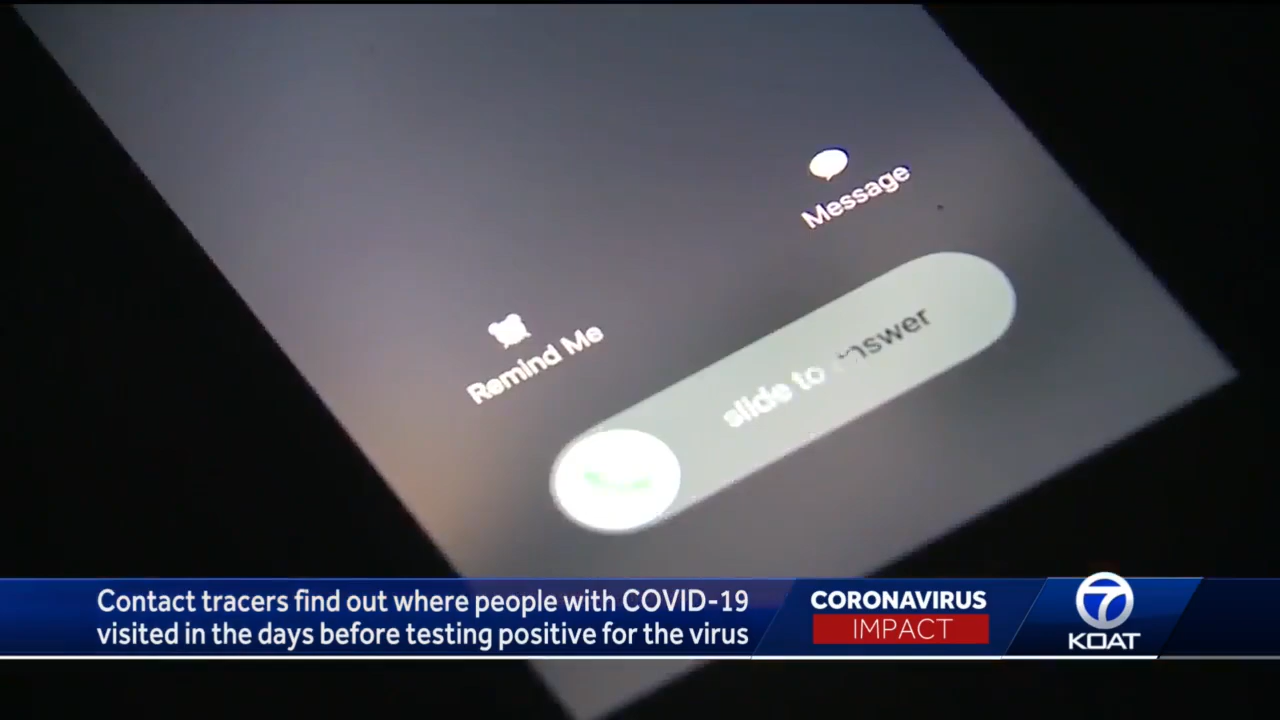 Message
Remind Me
slide to answer
Contact tracers find out where people with COVID-19
visited in the days before testing positive for the virus
CORONAVIRUS
IMPACT
7
KOAT